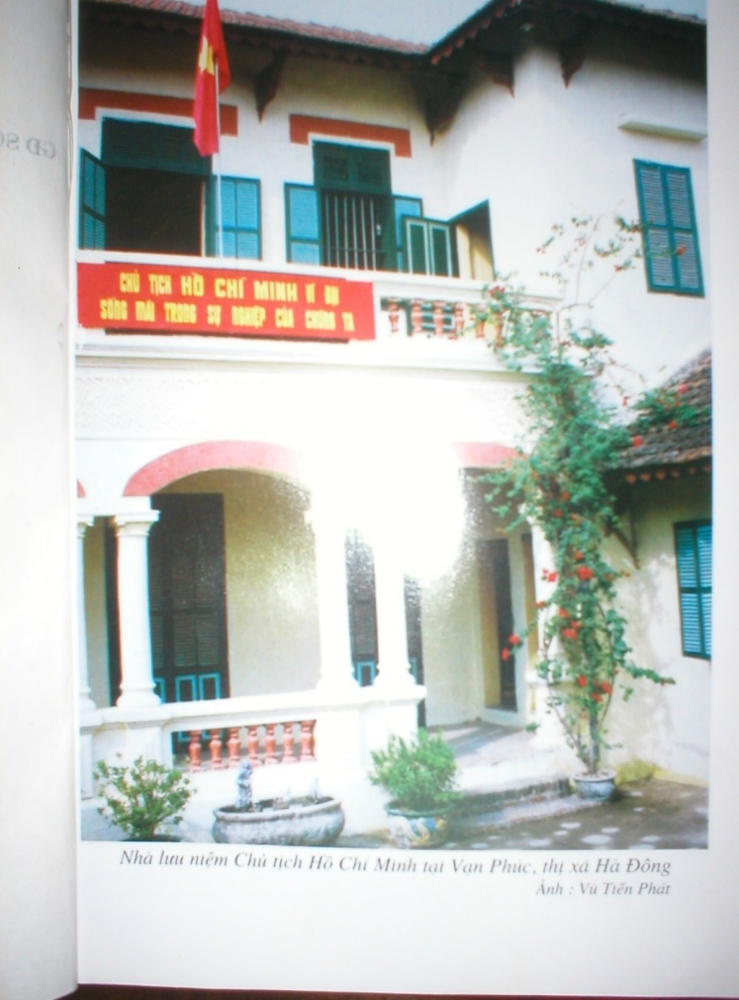 CHỦ TỊCH HỒ CHÍ MINH VĨ ĐẠI
SỐNG MÃI TRONG SỰ NGHIỆP CỦA CHÚNG TA
Nhà lưu niệm Chủ tịch Hồ Chí Minh tại Vạn Phúc, thị xã Hà Đông
Ảnh : Vũ Tiến Phát